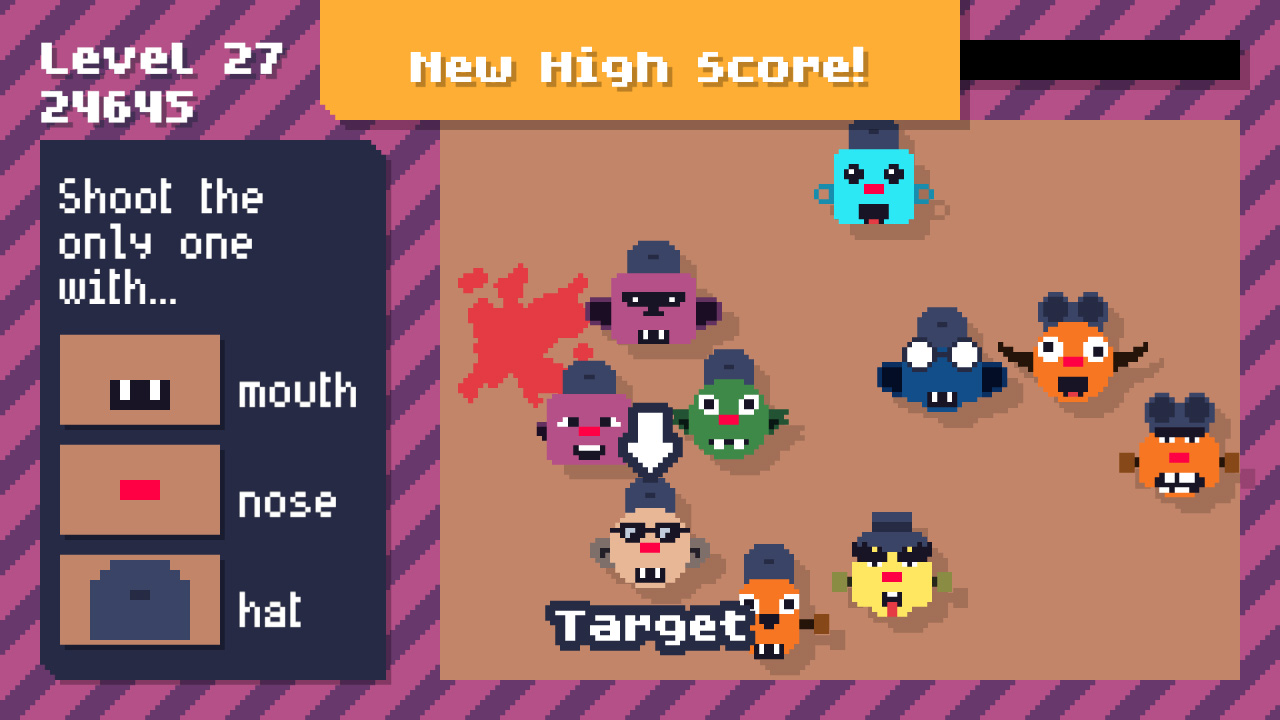 Level 27
24645
New High Score!
Shoot the
only one
with...
mouth
nose
hat
Target